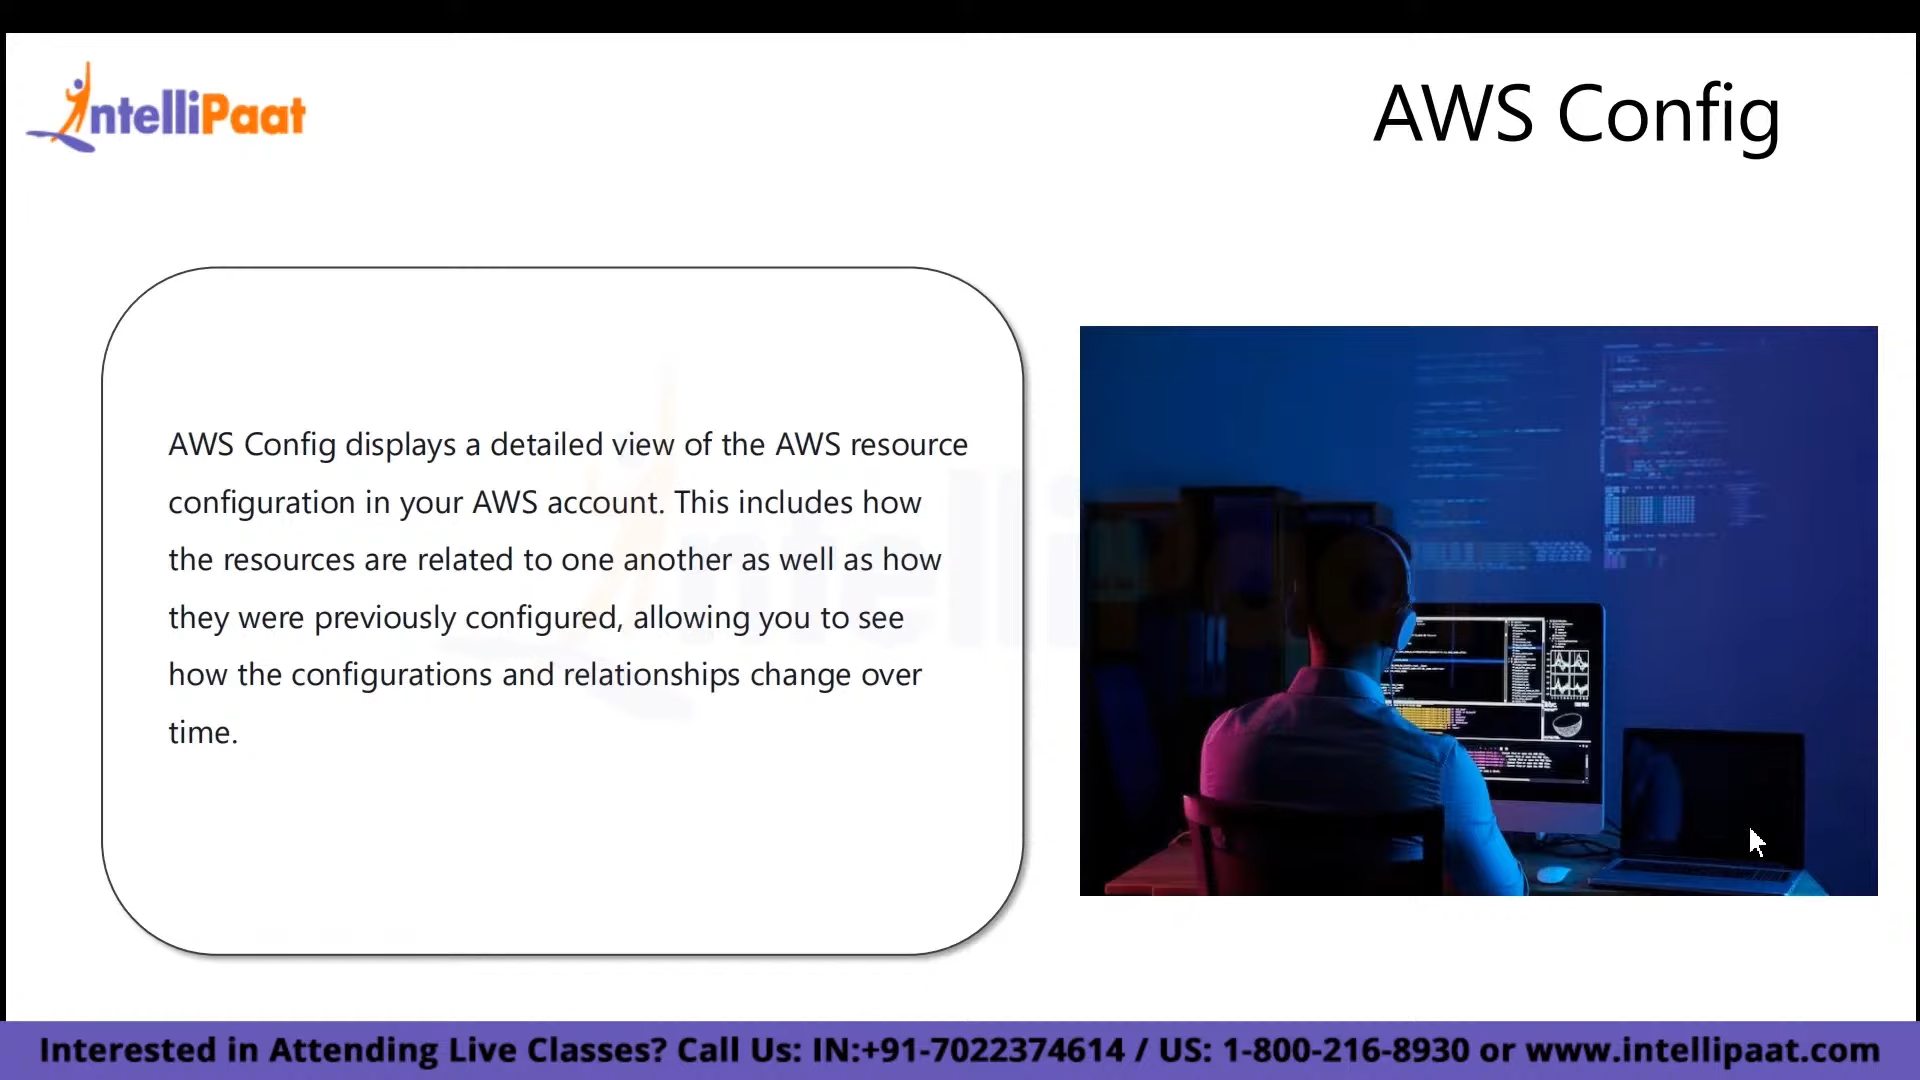 IntelliPaat
AWS Config
AWS Config displays a detailed view of the AWS resource
configuration in your AWS account. This includes how
the resources are related to one another as well as how
they were previously configured, allowing you to see
how the configurations and relationships change over
time.
Interested in Attending Live Classes? Call Us: IN:+91-7022374614 / US: 1-800-216-8930 or www.intellipaat.com